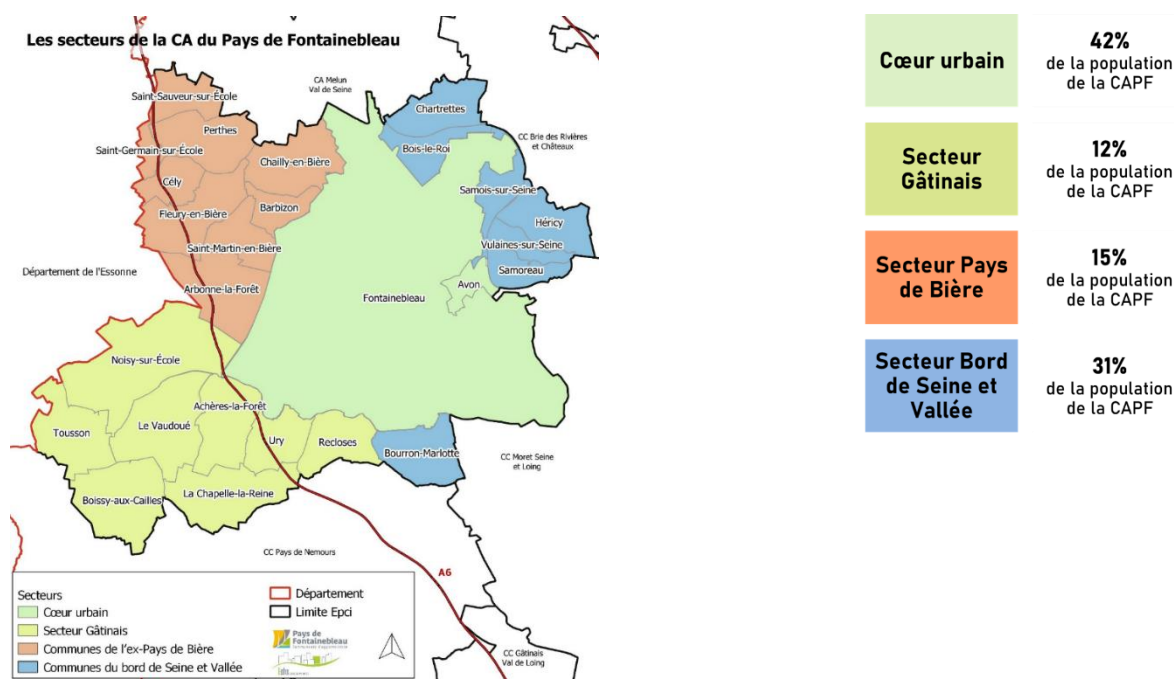 Les secteurs de la CA du Pays de Fontainebleau
CA Melun
Val de Seine
Saint-Sauveur-sur-École
Chartrettes
Perthes
CC Brie des Rivières
et Châteaux
Saint-Germain-sur-École
Bois-le-Roi
Chailly-en-Bière
Cély
Samois-sur-Seine
Barbizon
Fleury-en-Bière
Héricy
Saint-Martin-en-Bière
Vulaines-sur-Seine
Département de l'Essonne
Samoreau
Arbonne-la-Forêt
Avon
Fontainebleau
Noisy-sur-École
Achères-la-Forêt
Le Vaudoué
Tousson
Ury
Recloses
Bourron-Marlotte
CC Moret Seine
et Loing
Boissy-aux-Cailles
La Chapelle-la-Reine
CC Pays de Nemours
A6
Secteurs
Cœur urbain
Secteur Gâtinais
Communes de l'ex-Pays de Bière
Communes du bord de Seine et Vallée
Département
Limite Epci
Pays de
Fontainebleau
CC Gâtinais
Val de Loing
Cœur urbain
42%
de la population
de la CAPF
Secteur
Gâtinais
12%
de la population
de la CAPF
Secteur Pays
de Bière
15%
de la population
de la CAPF
Secteur Bord
de Seine et
Vallée
31%
de la population
de la CAPF